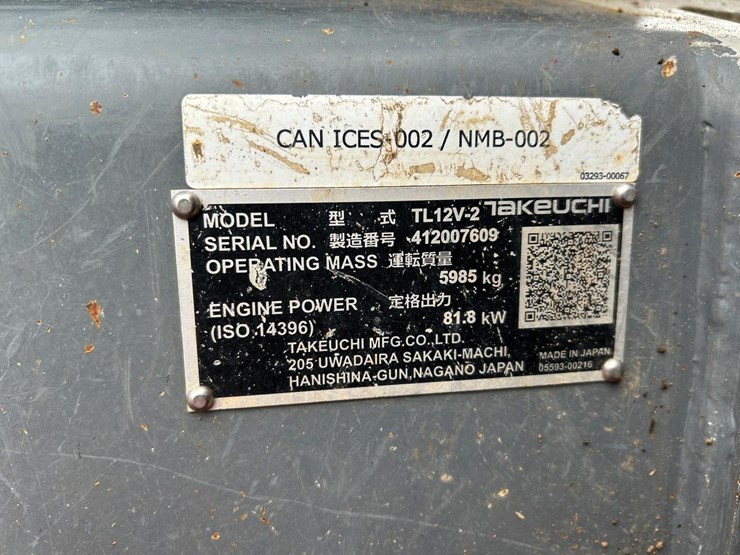 CAN ICES-002 / NMB-002
03293-00067
TAKEUCHI
MODEL 型 式 TL12V-2
SERIAL NO. 製造番号 412007609
OPERATING MASS 運転質量
5985 kg
ENGINE POWER 定格出力
(ISO 14396) 81.8 kW
TAKEUCHI MFG.CO.,LTD.
205 UWADAIRA SAKAKI-MACHI,
HANISHINA-GUN,NAGANO JAPAN
MADE IN JAPAN
05593-00216